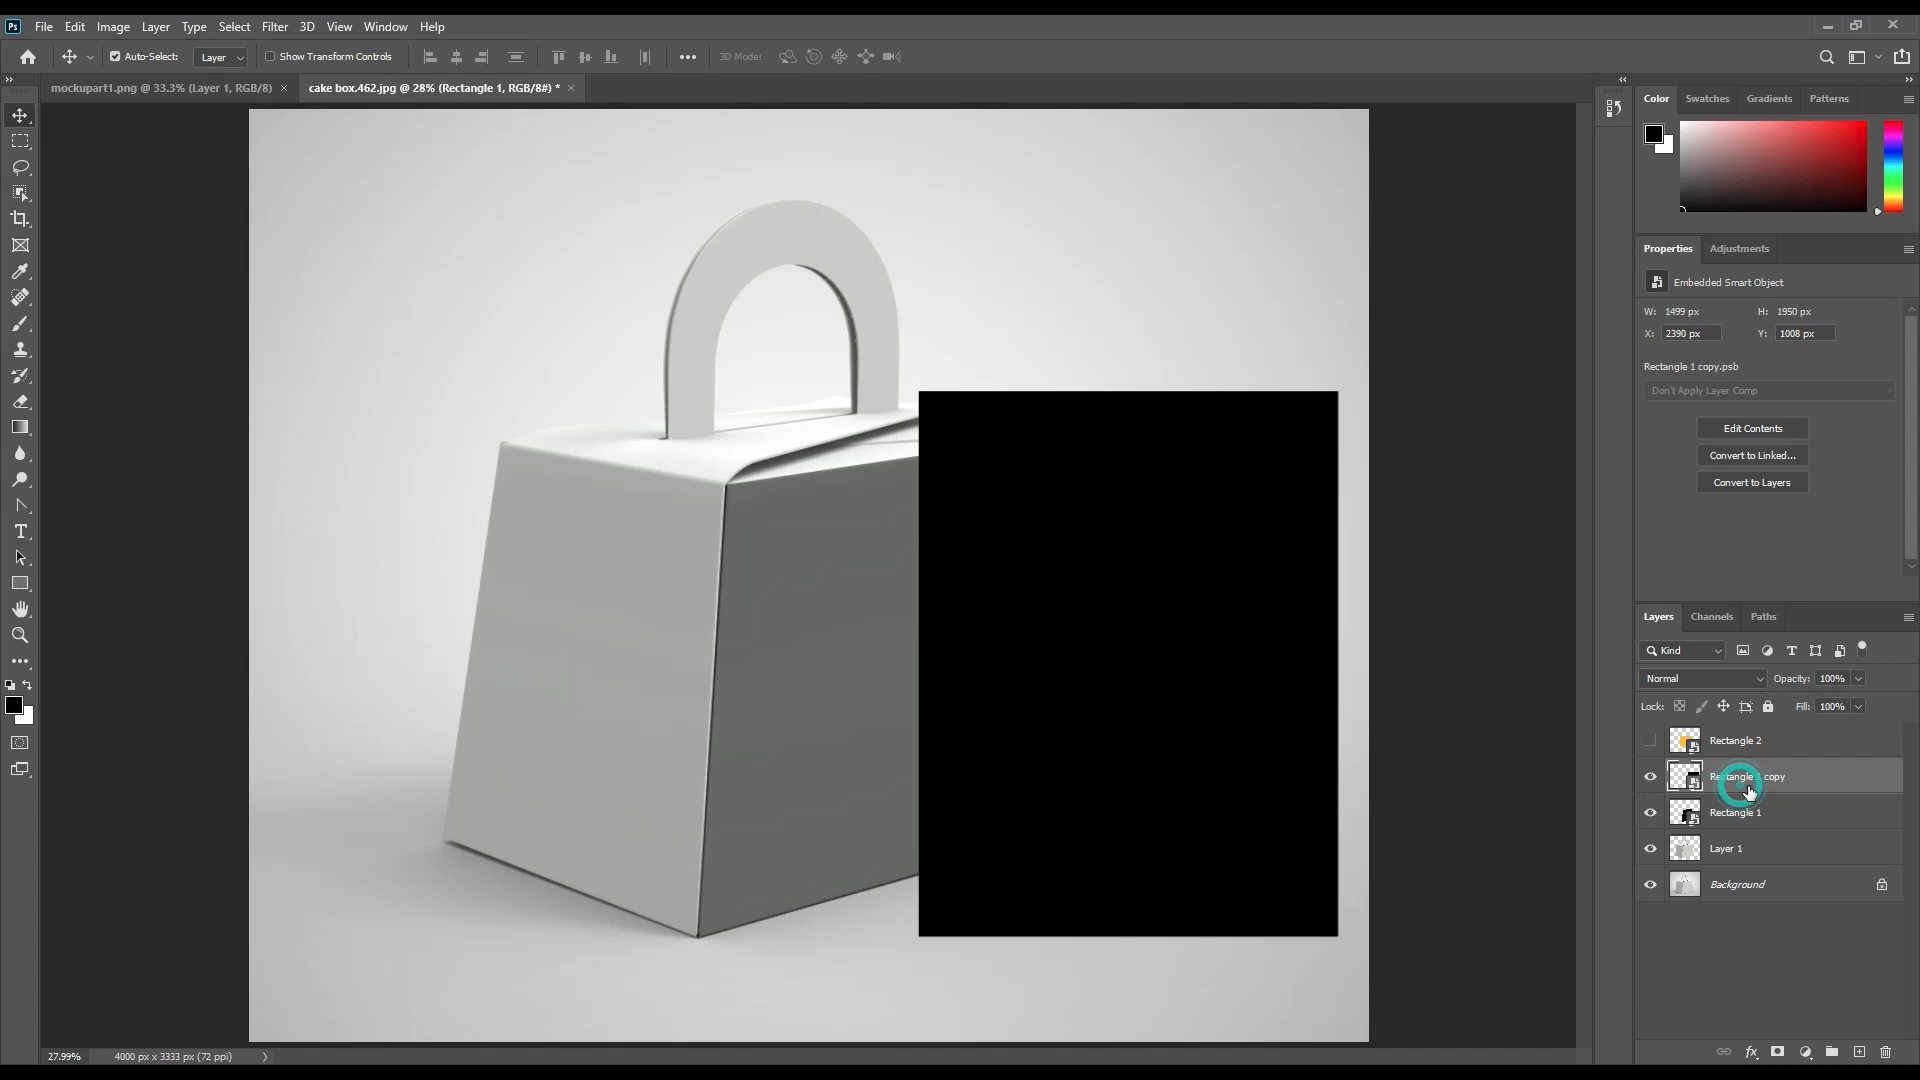 Ps File Edit Image Layer Type Select Filter 3D View Window Help
Auto-Select: Layer Show Transform Controls 3D Mode:
mockupart1.png @ 33.3% (Layer 1, RGB/8) × cake box.462.jpg @ 28% (Rectangle 1, RGB/8#) * ×
Color Swatches Gradients Patterns
Properties Adjustments
Embedded Smart Object
W: 1499 px H: 1950 px
X: 2390 px Y: 1008 px
Rectangle 1 copy.psb
Don't Apply Layer Comp
Edit Contents
Convert to Linked...
Convert to Layers
Layers Channels Paths
Kind
Normal Opacity: 100%
Lock: Fill: 100%
Rectangle 2
Rectangle copy
Rectangle 1
Layer 1
Background
27.99% 4000 px x 3333 px (72 ppi)